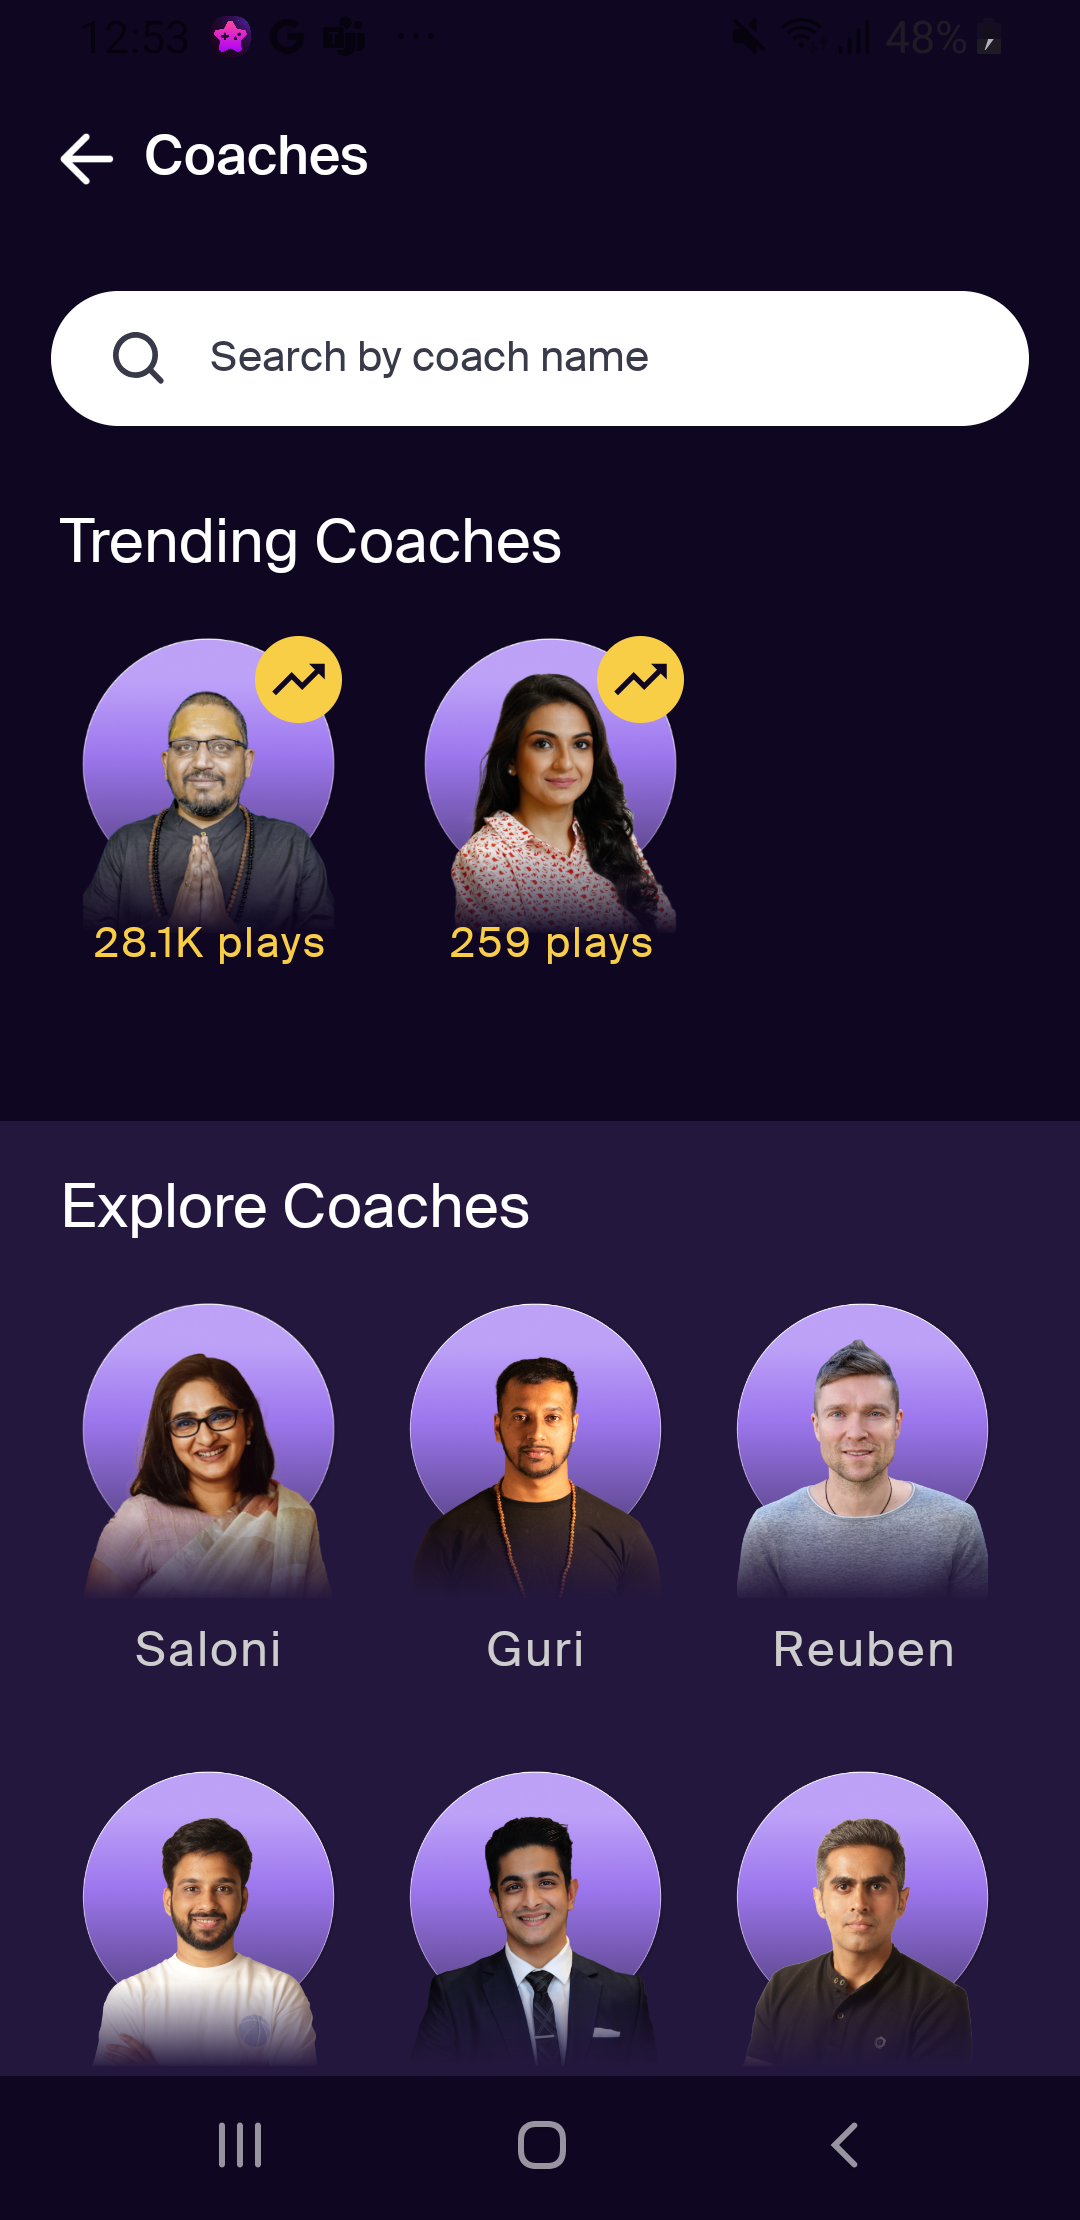 12:53
48%
Coaches
Search by coach name
Trending Coaches
28.1K plays
259 plays
Explore Coaches
Saloni
Guri
Reuben